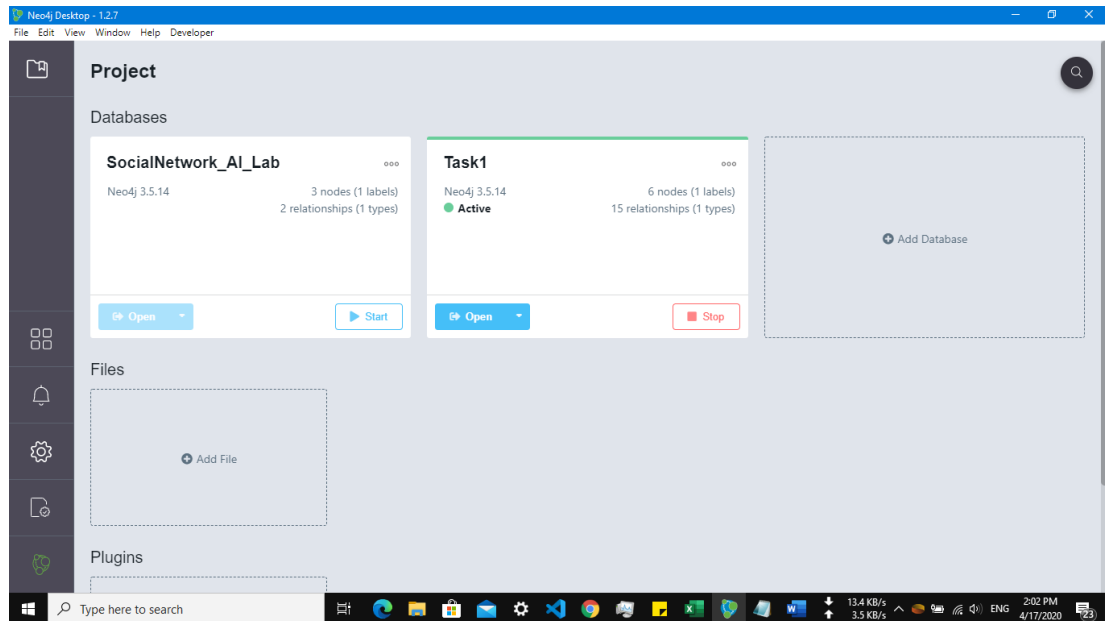 Neo4j Desktop - 1.2.7
File Edit View Window Help Developer
Project
Databases
SocialNetwork_AI_Lab
Neo4j 3.5.14
3 nodes (1 labels)
2 relationships (1 types)
Open
Start
Task1
Neo4j 3.5.14
Active
6 nodes (1 labels)
15 relationships (1 types)
Open
Stop
Add Database
Files
Add File
Plugins
Type here to search
13.4 KB/s
3.5 KB/s
ENG
2:02 PM
4/17/2020
23